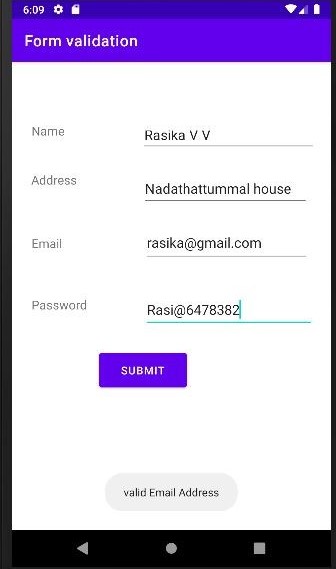 6:09
Form validation
Name
Rasika V V
Address
Nadathattummal house
Email
rasika@gmail.com
Password
Rasi@6478382
SUBMIT
valid Email Address